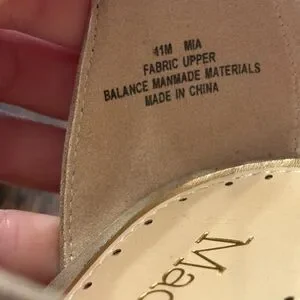 41M MIA
FABRIC UPPER
BALANCE MANMADE MATERIALS
MADE IN CHINA